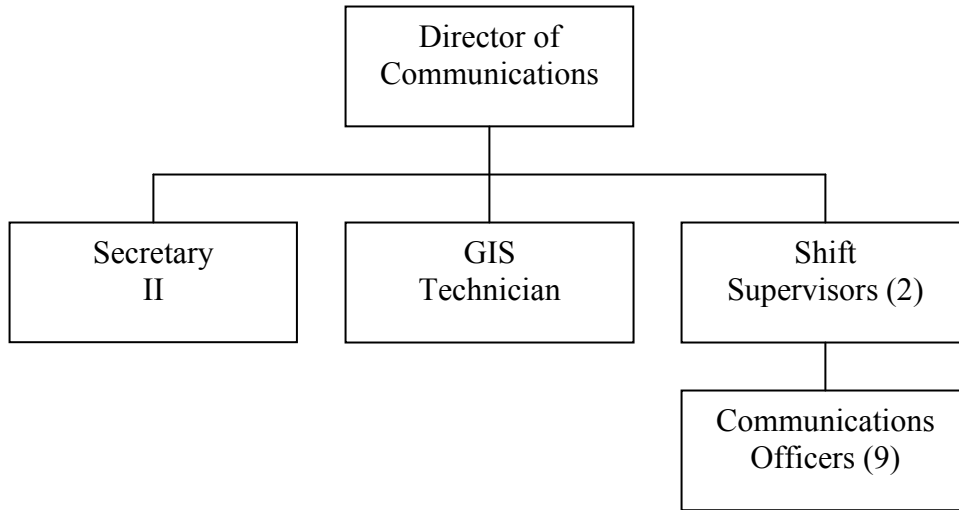 Director of
Communications
Secretary
II
GIS
Technician
Shift
Supervisors (2)
Communications
Officers (9)